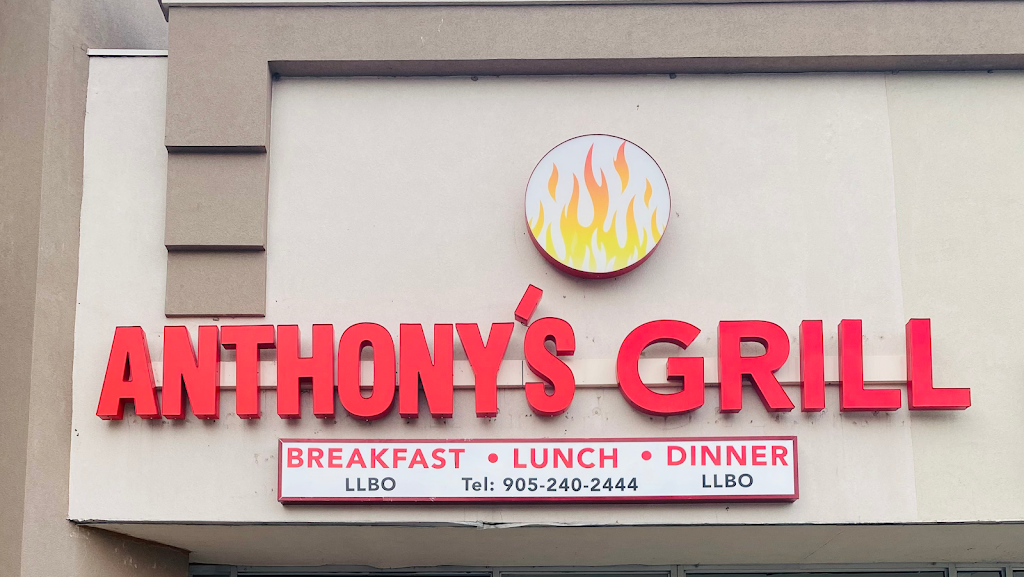 ANTHONY'S GRILL
BREAKFAST • LUNCH • DINNER
LLBO Tel: 905-240-2444 LLBO